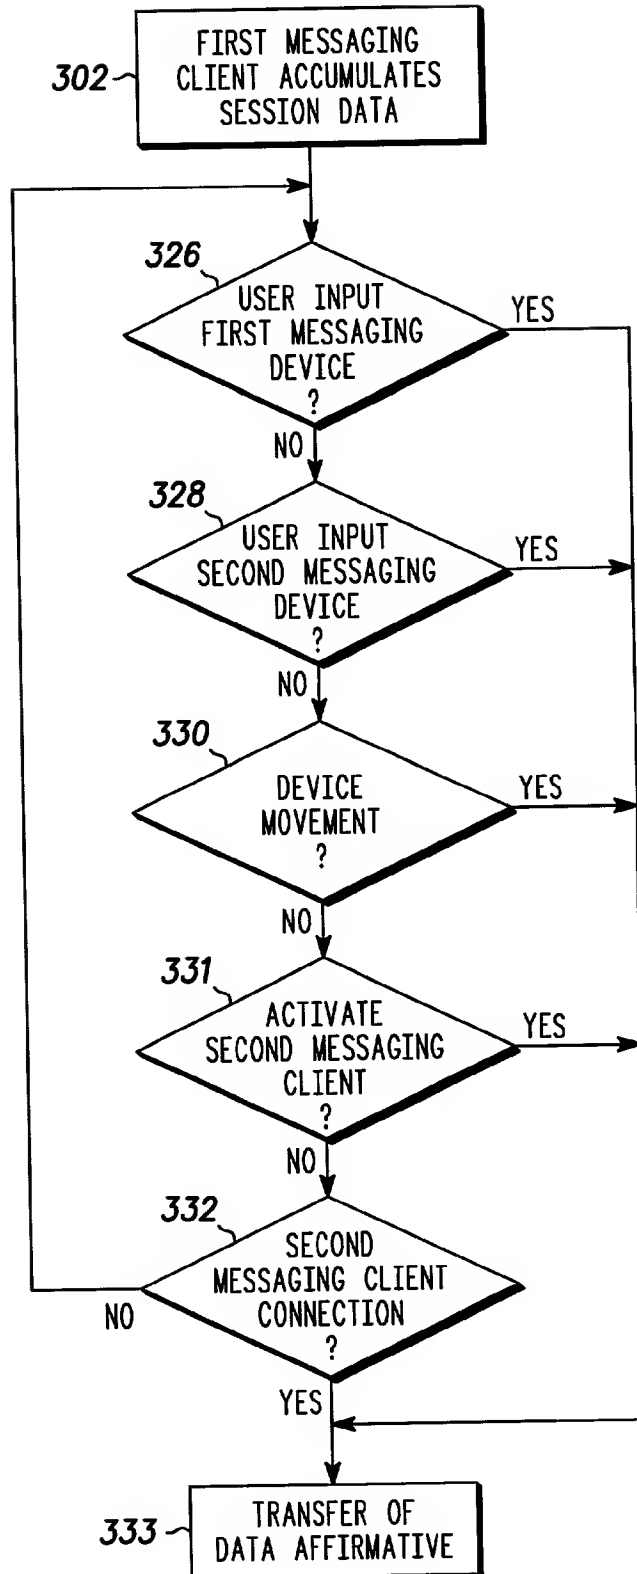 302
FIRST MESSAGING
CLIENT ACCUMULATES
SESSION DATA
326
USER INPUT
FIRST MESSAGING
DEVICE
?
YES
NO
328
USER INPUT
SECOND MESSAGING
DEVICE
?
YES
NO
330
DEVICE
MOVEMENT
?
YES
NO
331
ACTIVATE
SECOND MESSAGING
CLIENT
?
YES
NO
332
SECOND
MESSAGING CLIENT
CONNECTION
?
NO
YES
333
TRANSFER OF
DATA AFFIRMATIVE